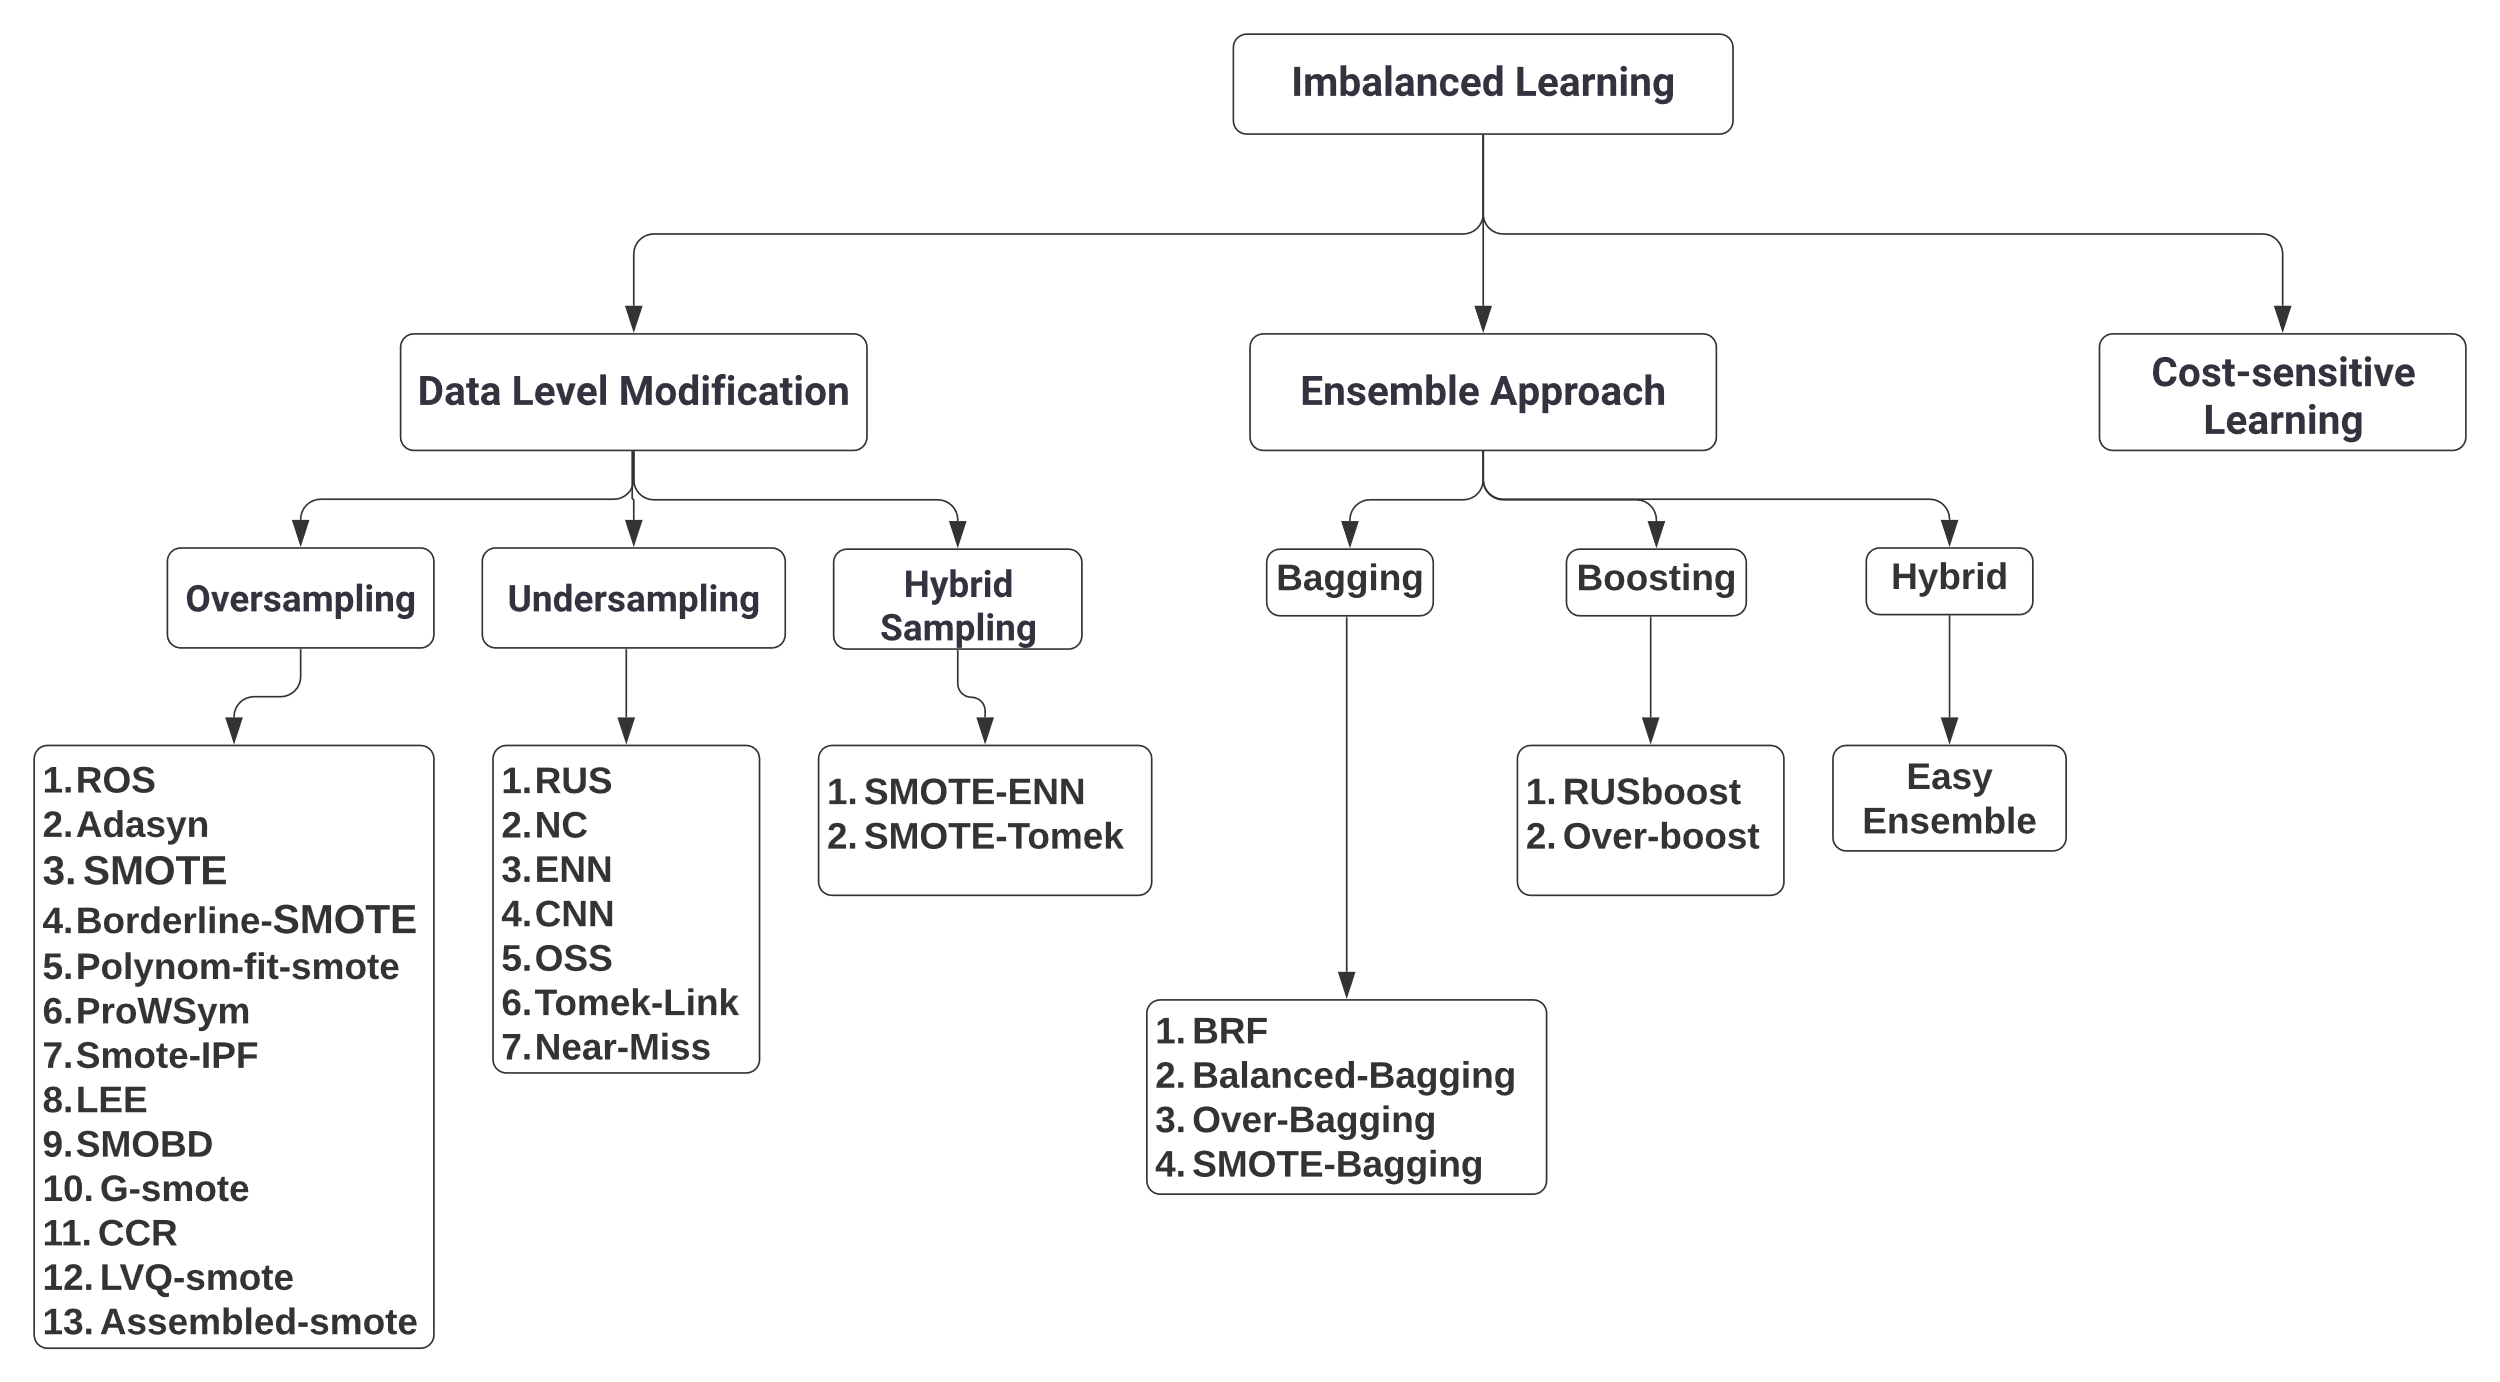 Imbalanced Learning
Data Level Modification
Ensemble Approach
Cost-sensitive
Learning
Oversampling
Undersampling
Hybrid
Sampling
Bagging
Boosting
Hybrid
1. ROS
2. Adasyn
3. SMOTE
4. Borderline-SMOTE
5. Polynom-fit-smote
6. ProWSym
7. Smote-IPF
8. LEE
9. SMOBD
10. G-smote
11. CCR
12. LVQ-smote
13. Assembled-smote
1. RUS
2. NC
3. ENN
4. CNN
5. OSS
6. Tomek-Link
7. Near-Miss
1. SMOTE-ENN
2. SMOTE-Tomek
1. BRF
2. Balanced-Bagging
3. Over-Bagging
4. SMOTE-Bagging
1. RUSboost
2. Over-boost
Easy
Ensemble